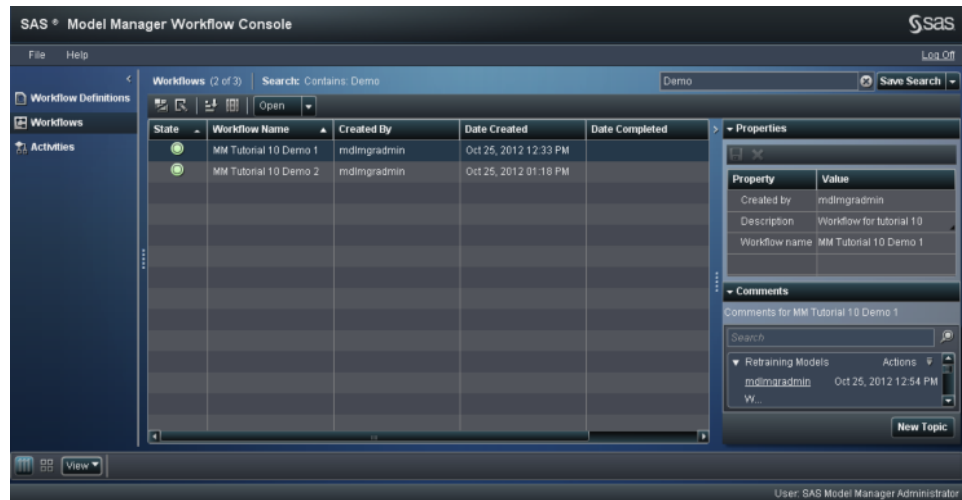 SAS ® Model Manager Workflow Console
sas
File Help Log Off
Workflow Definitions
Workflows
Activities
Workflows (2 of 3) Search: Contains: Demo Demo Save Search
Open
State Workflow Name Created By Date Created Date Completed
MM Tutorial 10 Demo 1 mdlmgradmin Oct 25, 2012 12:33 PM
MM Tutorial 10 Demo 2 mdlmgradmin Oct 25, 2012 01:18 PM
Properties
Property Value
Created by mdlmgradmin
Description Workflow for tutorial 10
Workflow name MM Tutorial 10 Demo 1
Comments
Comments for MM Tutorial 10 Demo 1
Search
Retraining Models Actions
mdlmgradmin Oct 25, 2012 12:54 PM
W...
New Topic
View
User: SAS Model Manager Administrator